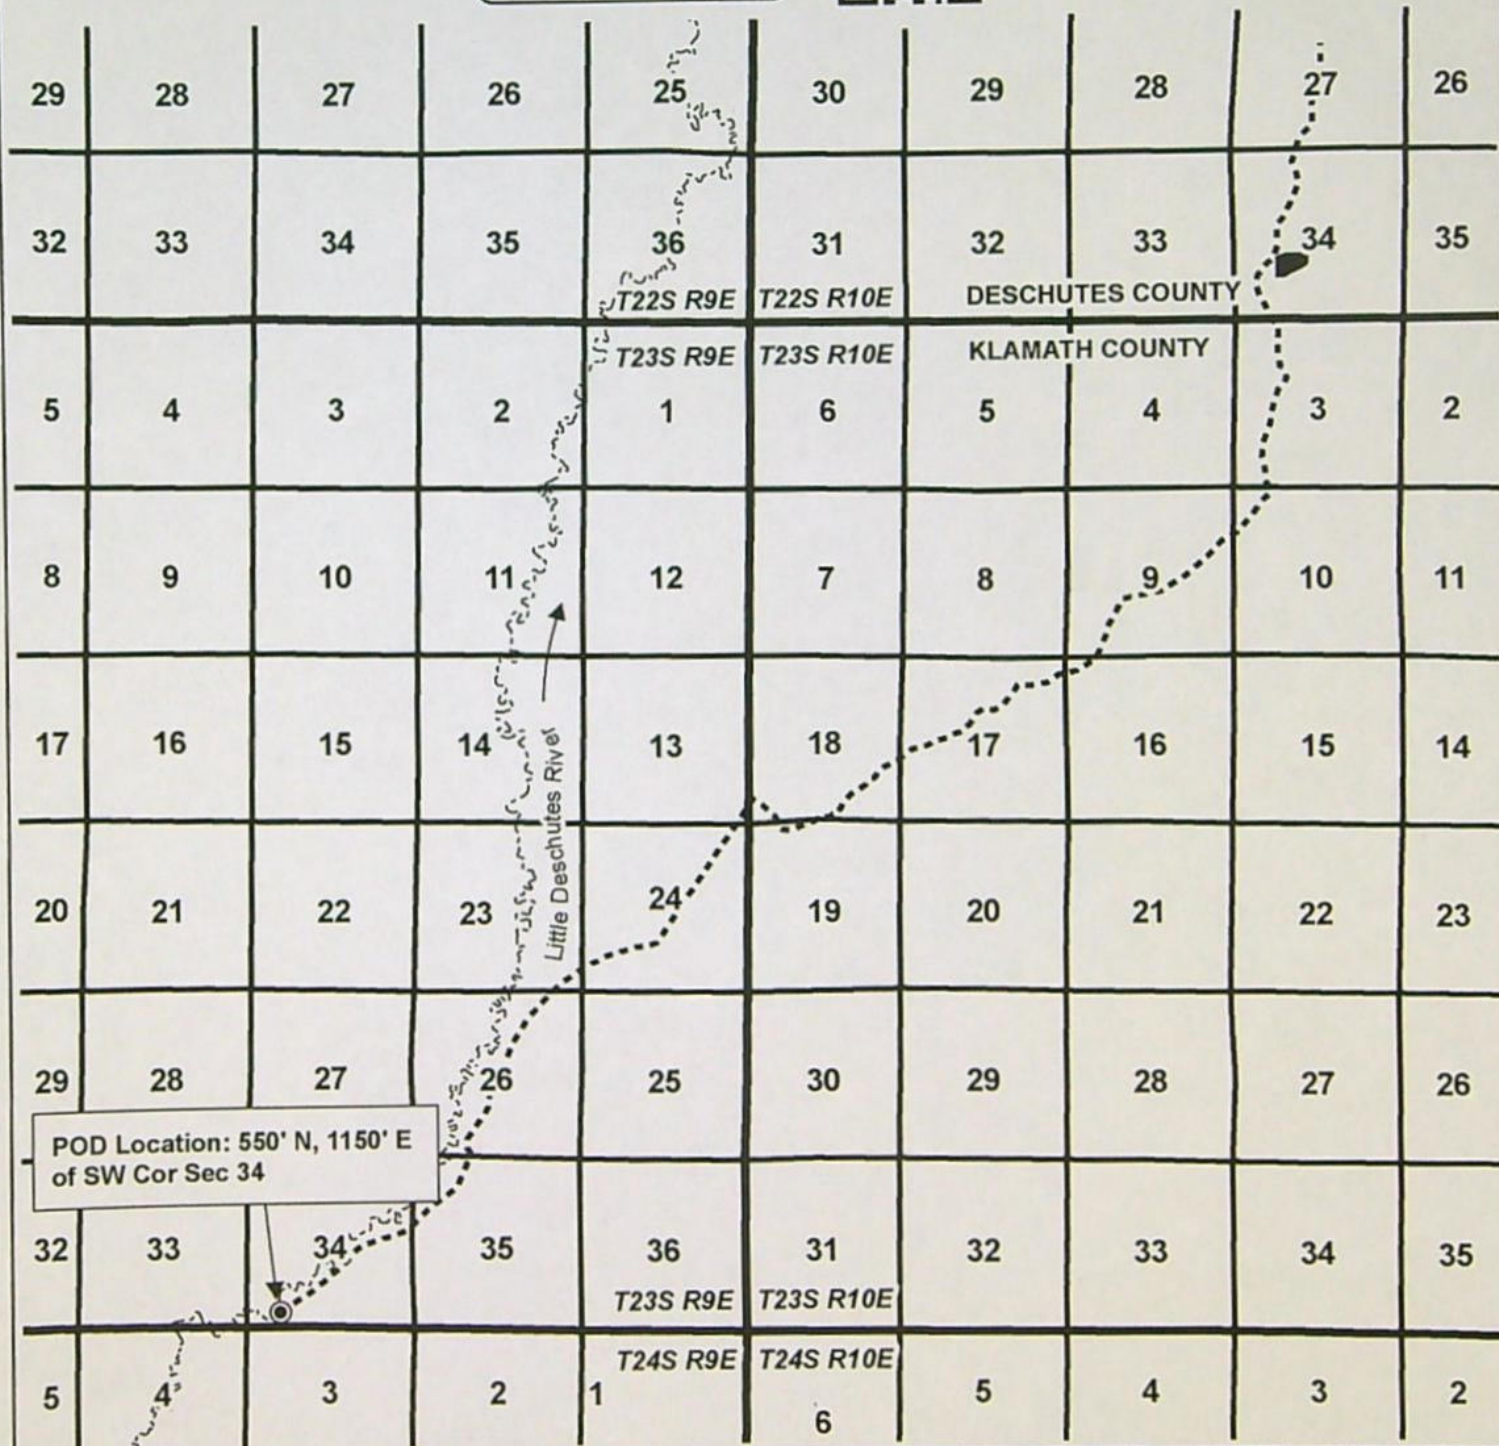 29 28 27 26 25 30 29 28 27 26
32 33 34 35 36 31 32 33 34 35
T22S R9E T22S R10E DESCHUTES COUNTY
T23S R9E T23S R10E KLAMATH COUNTY
5 4 3 2 1 6 5 4 3 2
8 9 10 11 12 7 8 9 10 11
17 16 15 14 13 18 17 16 15 14
Little Deschutes River
20 21 22 23 24 19 20 21 22 23
29 28 27 26 25 30 29 28 27 26
POD Location: 550' N, 1150' E
of SW Cor Sec 34
32 33 34 35 36 31 32 33 34 35
T23S R9E T23S R10E
T24S R9E T24S R10E
5 4 3 2 1 6 5 4 3 2